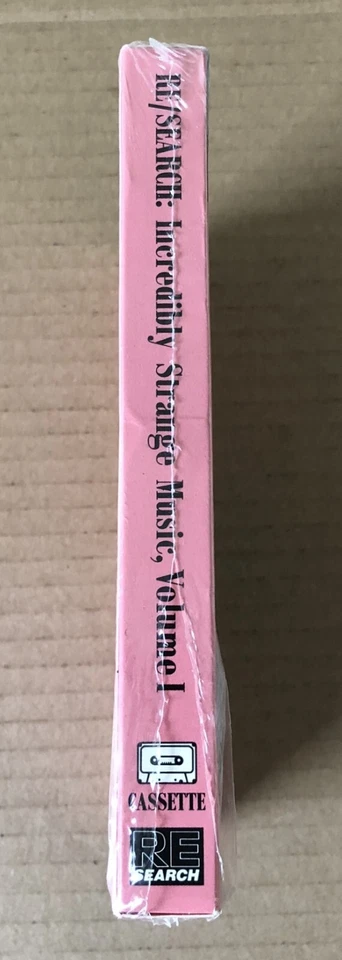 RE/SEARCH: Incredibly Strange Music, Volume I
CASSETTE
RE
SEARCH